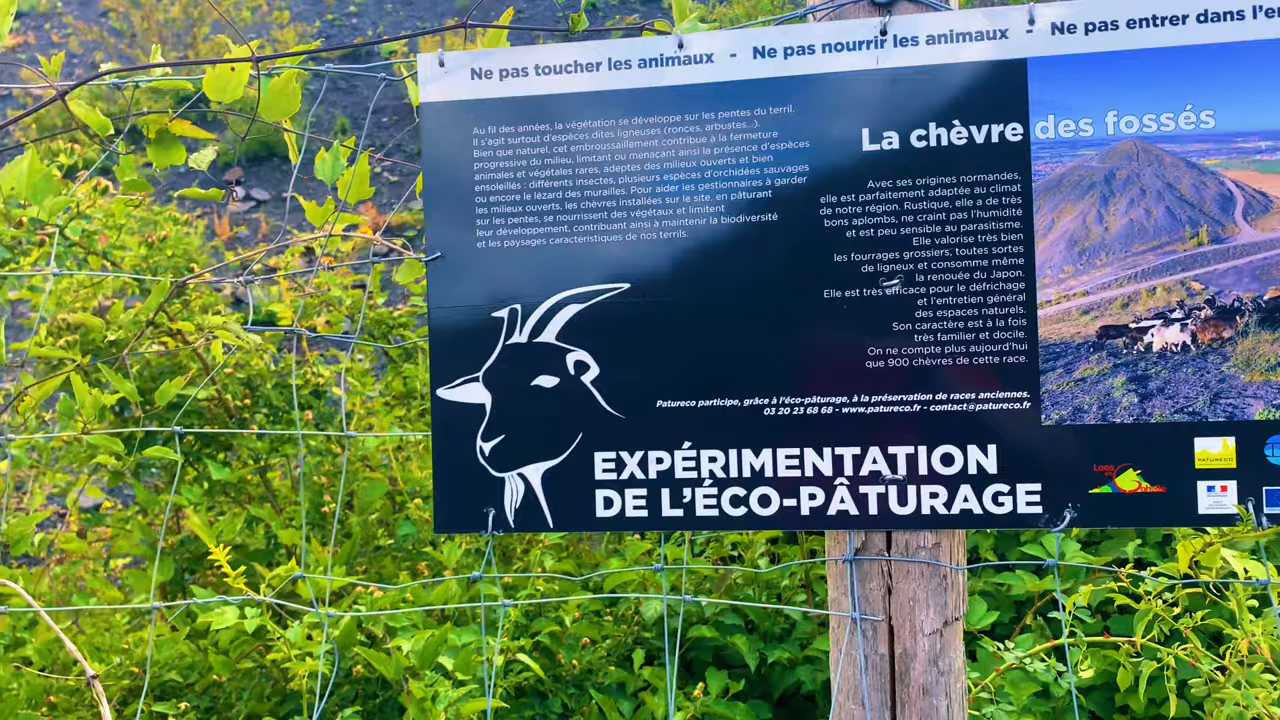 Ne pas toucher les animaux - Ne pas nourrir les animaux - Ne pas entrer dans l'en
Au fil des années, la végétation se développe sur les pentes du terril.
Il s'agit surtout d'espèces dites ligneuses (ronces, arbustes...).
Bien que naturel, cet embroussaillement contribue à la fermeture
progressive du milieu, limitant ou menaçant ainsi la présence d'espèces
animales et végétales rares, adeptes des milieux ouverts et bien
ensoleillés : différents insectes, plusieurs espèces d'orchidées sauvages
ou encore le lézard des murailles. Pour aider les gestionnaires à garder
les milieux ouverts, les chèvres installées sur le site, en pâturant
sur les pentes, se nourrissent des végétaux et limitent
leur développement, contribuant ainsi à maintenir la biodiversité
et les paysages caractéristiques de nos terrils.
La chèvre des fossés
Avec ses origines normandes,
elle est parfaitement adaptée au climat
de notre région. Rustique, elle a de très
bons aplombs, ne craint pas l'humidité
et est peu sensible au parasitisme.
Elle valorise très bien
les fourrages grossiers, toutes sortes
de ligneux et consomme même
la renouée du Japon.
Elle est très efficace pour le défrichage
et l'entretien général
des espaces naturels.
Son caractère est à la fois
très familier et docile.
On ne compte plus aujourd'hui
que 900 chèvres de cette race.
Patureco participe, grâce à l'éco-pâturage, à la préservation de races anciennes.
03 20 23 68 68 - www.patureco.fr - contact@patureco.fr
EXPÉRIMENTATION
DE L'ÉCO-PÂTURAGE
Loos
PATURECO